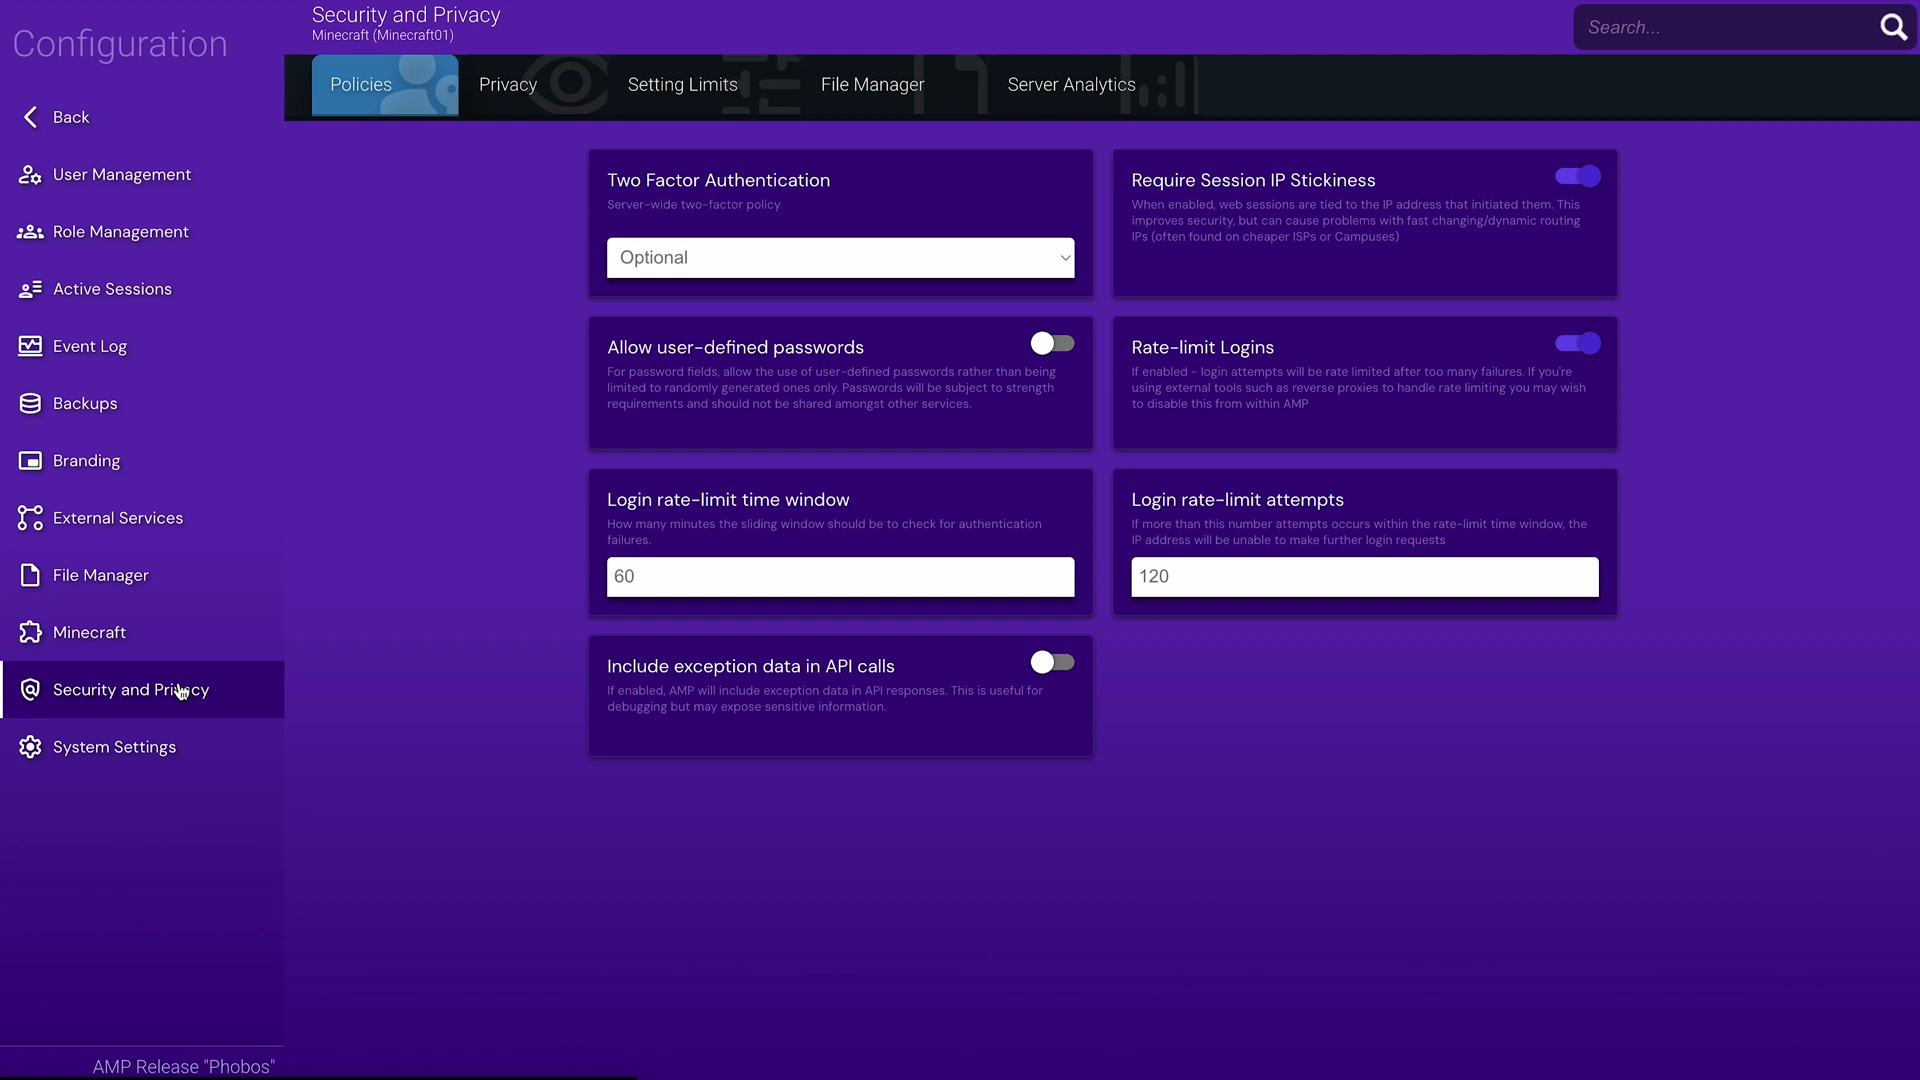 Configuration
Back
User Management
Role Management
Active Sessions
Event Log
Backups
Branding
External Services
File Manager
Minecraft
Security and Privacy
System Settings
AMP Release "Phobos"
Security and Privacy
Minecraft (Minecraft01)
Search...
Policies
Privacy
Setting Limits
File Manager
Server Analytics
Two Factor Authentication
Server-wide two-factor policy
Optional
Require Session IP Stickiness
When enabled, web sessions are tied to the IP address that initiated them. This
improves security, but can cause problems with fast changing/dynamic routing
IPs (often found on cheaper ISPs or Campuses)
Allow user-defined passwords
For password fields, allow the use of user-defined passwords rather than being
limited to randomly generated ones only. Passwords will be subject to strength
requirements and should not be shared amongst other services.
Rate-limit Logins
If enabled - login attempts will be rate limited after too many failures. If you're
using external tools such as reverse proxies to handle rate limiting you may wish
to disable this from within AMP
Login rate-limit time window
How many minutes the sliding window should be to check for authentication
failures.
60
Login rate-limit attempts
If more than this number attempts occurs within the rate-limit time window, the
IP address will be unable to make further login requests
120
Include exception data in API calls
If enabled, AMP will include exception data in API responses. This is useful for
debugging but may expose sensitive information.